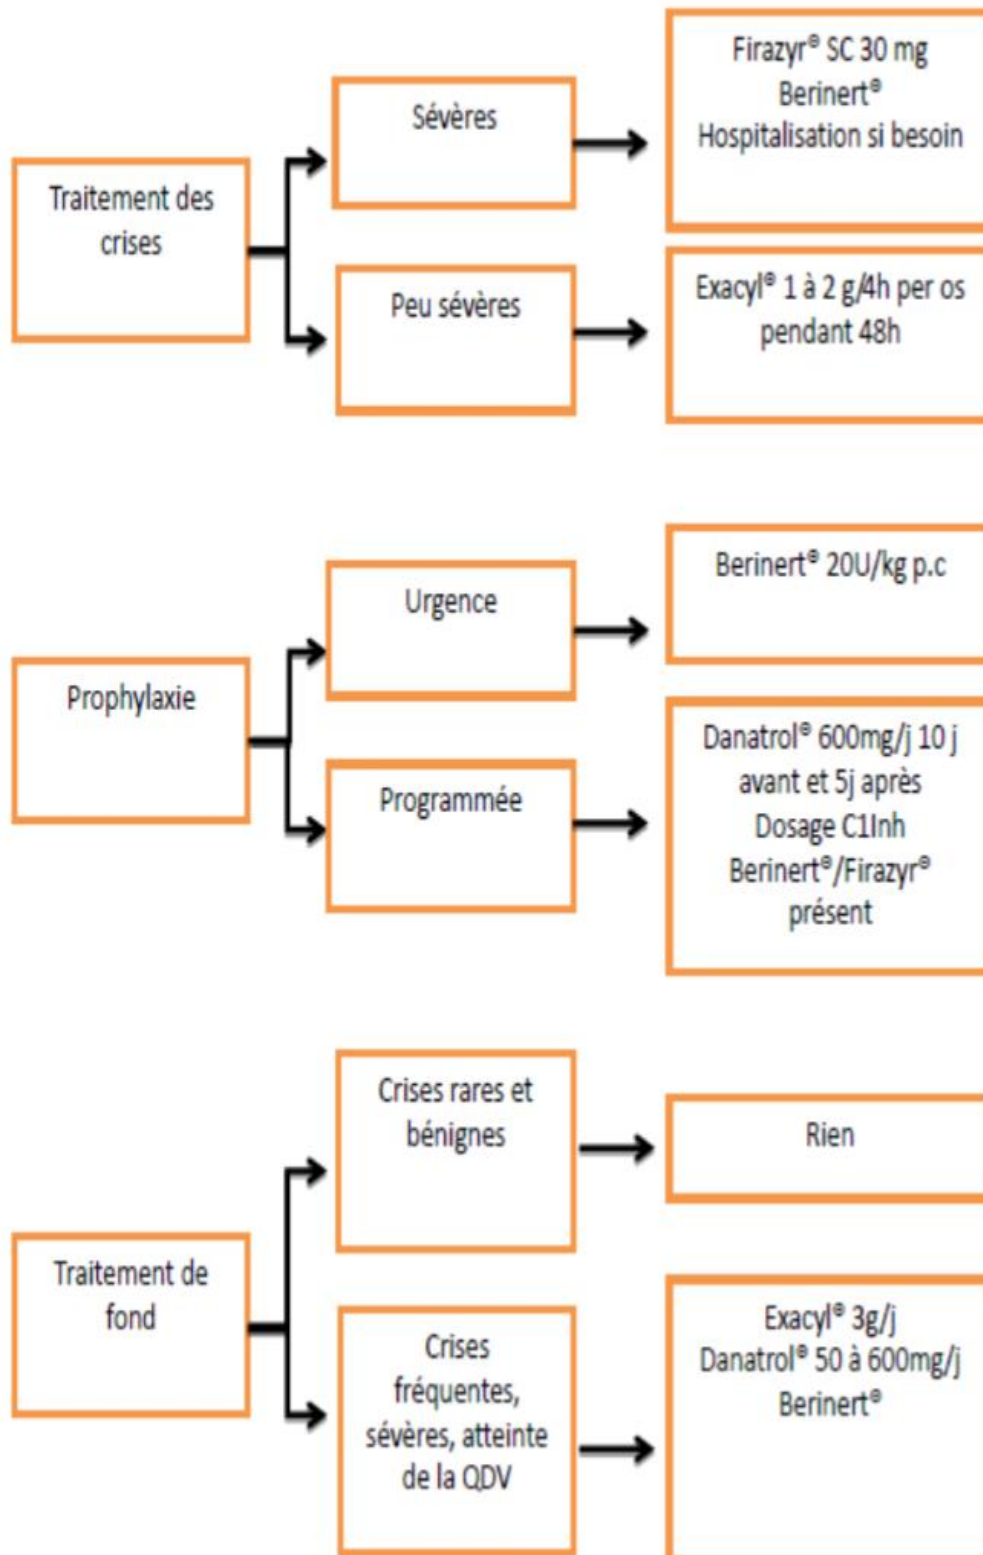 Traitement des
crises
Sévères
Firazyr® SC 30 mg
Berinert®
Hospitalisation si besoin
Peu sévères
Exacyl® 1 à 2 g/4h per os
pendant 48h
Prophylaxie
Urgence
Berinert® 20U/kg p.c
Programmée
Danatrol® 600mg/j 10 j
avant et 5j après
Dosage C1Inh
Berinert®/Firazyr®
présent
Traitement de
fond
Crises rares et
bénignes
Rien
Crises
fréquentes,
sévères, atteinte
de la QDV
Exacyl® 3g/j
Danatrol® 50 à 600mg/j
Berinert®